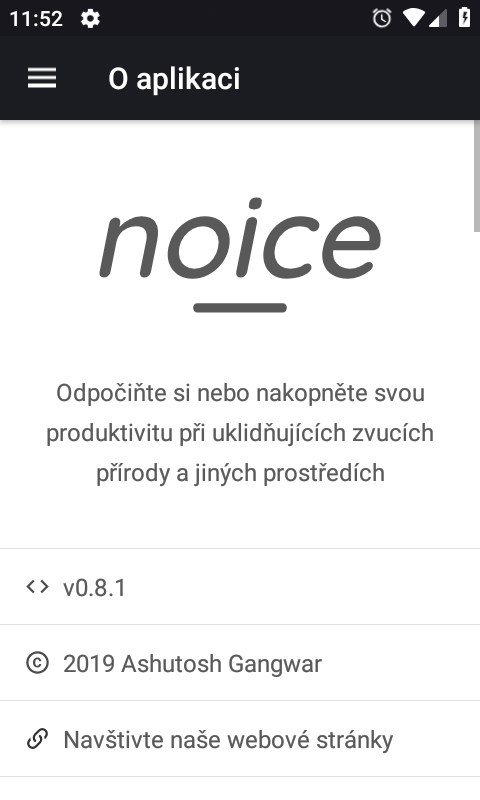 11:52
O aplikaci
noice
Odpočiňte si nebo nakopněte svou
produktivitu při uklidňujících zvucích
přírody a jiných prostředích
v0.8.1
2019 Ashutosh Gangwar
Navštivte naše webové stránky